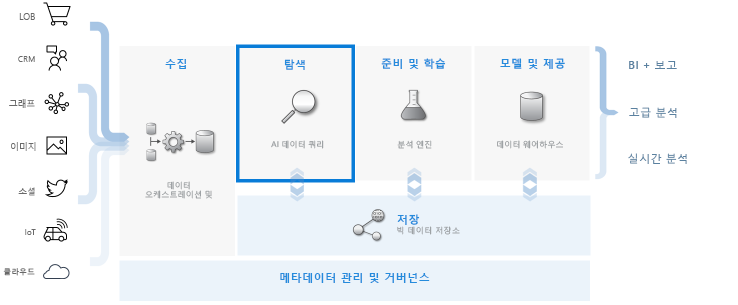 LOB
CRM
그래프
이미지
소셜
IoT
클라우드
수집
데이터
오케스트레이션 및
탐색
AI 데이터 쿼리
준비 및 학습
분석 엔진
모델 및 제공
데이터 웨어하우스
저장
빅 데이터 저장소
메타데이터 관리 및 거버넌스
BI + 보고
고급 분석
실시간 분석